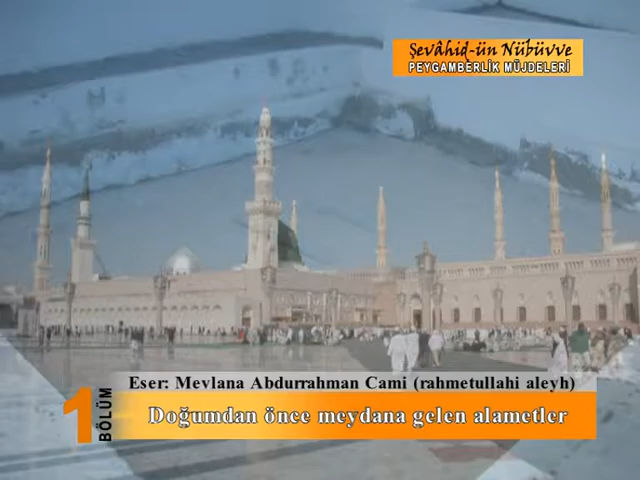 Şevâhid-ün Nübüvve
PEYGAMBERLİK MÜJDELERİ
Eser: Mevlana Abdurrahman Cami (rahmetullahi aleyh)
1
BÖLÜM
Doğumdan önce meydana gelen alametler